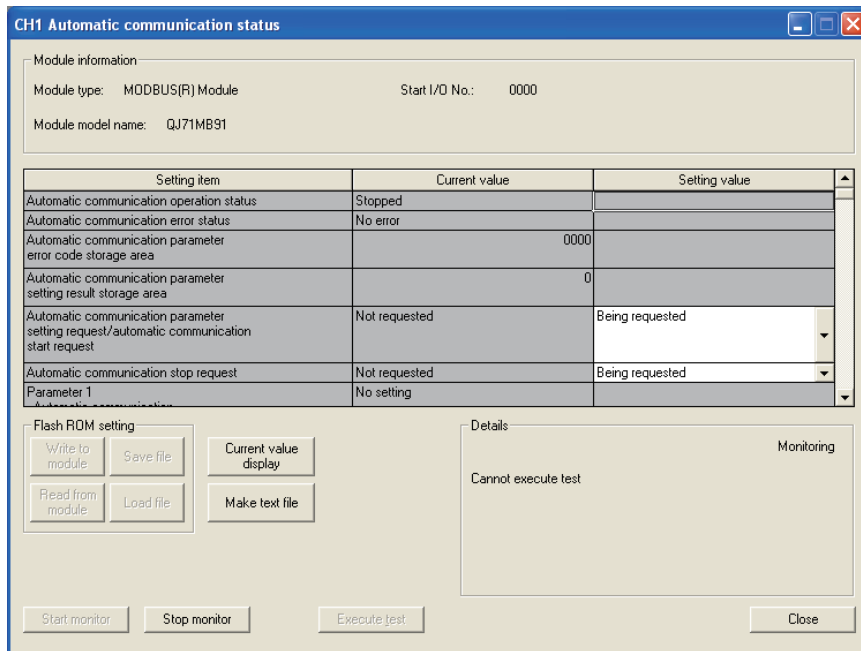 CH1 Automatic communication status
Module information
Module type: MODBUS(R) Module Start I/O No.: 0000
Module model name: QJ71MB91
Setting item Current value Setting value
Automatic communication operation status Stopped
Automatic communication error status No error
Automatic communication parameter 0000
error code storage area
Automatic communication parameter 0
setting result storage area
Automatic communication parameter Not requested Being requested
setting request/automatic communication
start request
Automatic communication stop request Not requested Being requested
Parameter 1 No setting
Flash ROM setting
Write to
module
Save file
Current value
display
Read from
module
Load file
Make text file
Details
Monitoring
Cannot execute test
Start monitor Stop monitor Execute test Close